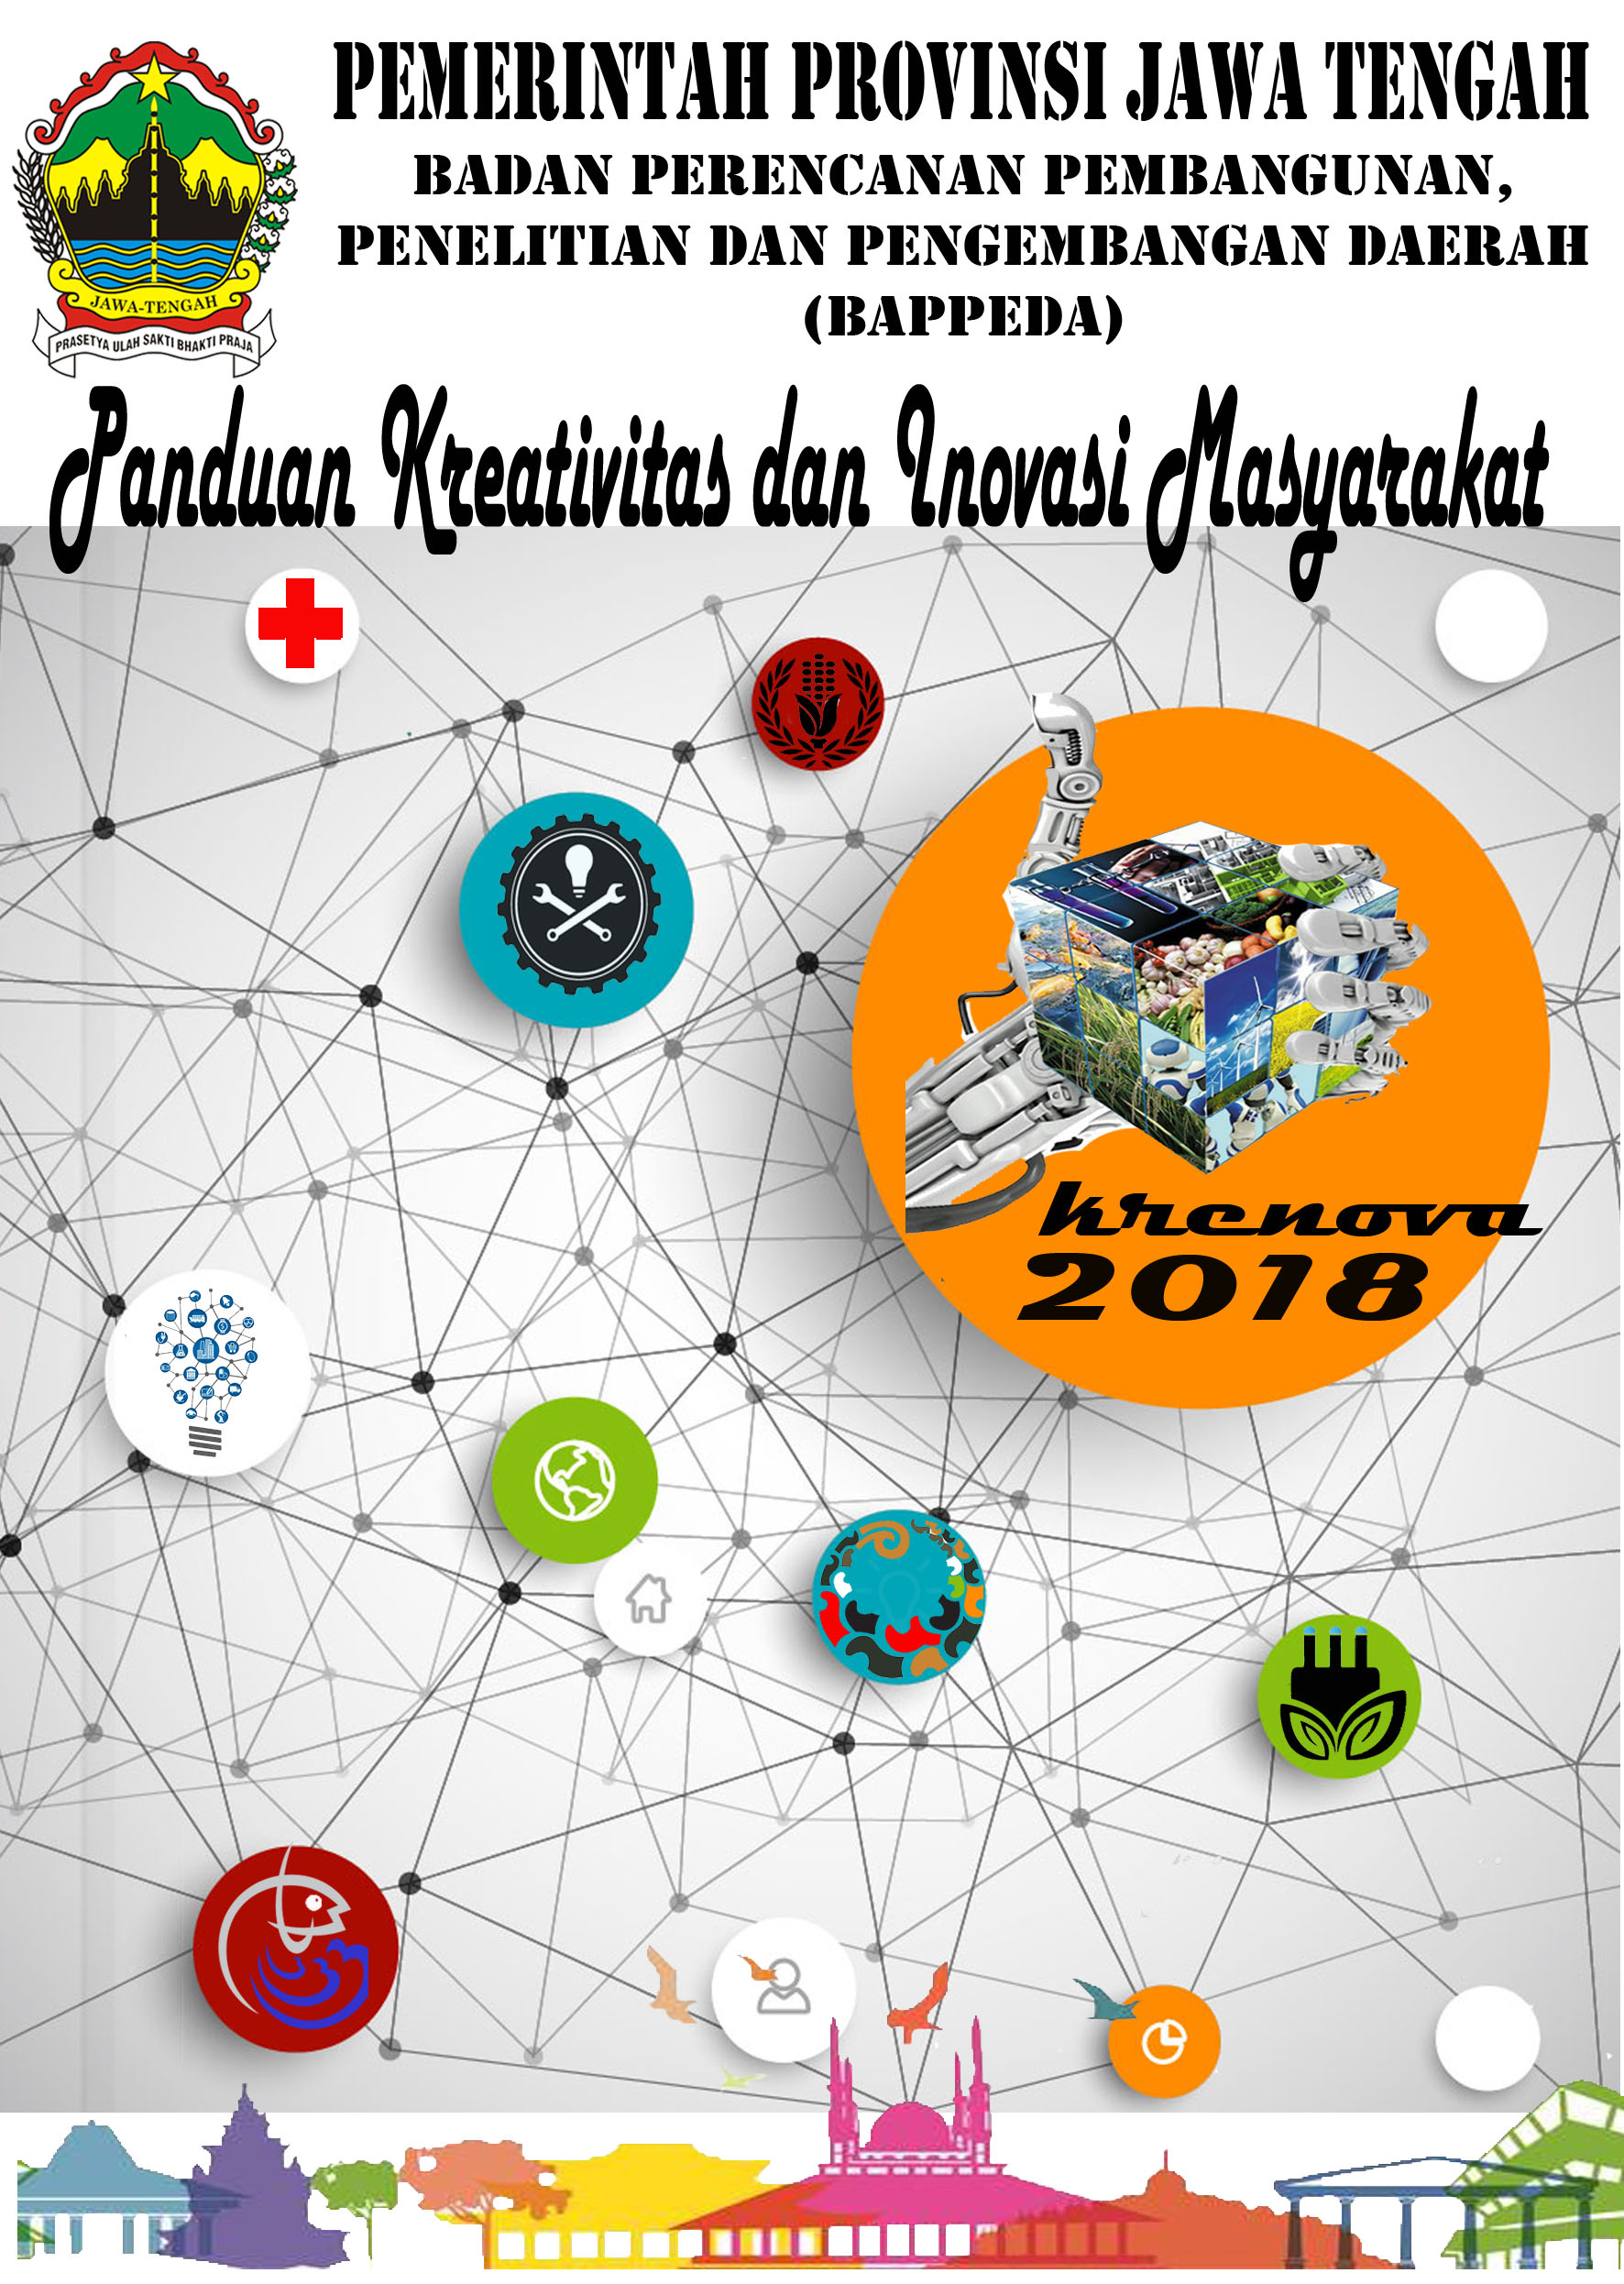 PEMERINTAH PROVINSI JAWA TENGAH
BADAN PERENCANAN PEMBANGUNAN,
PENELITIAN DAN PENGEMBANGAN DAERAH
(BAPPEDA)
JAWA-TENGAH
PRASETYA ULAH SAKTI BHAKTI PRAJA
Panduan Kreativitas dan Inovasi Masyarakat
krenova
2018